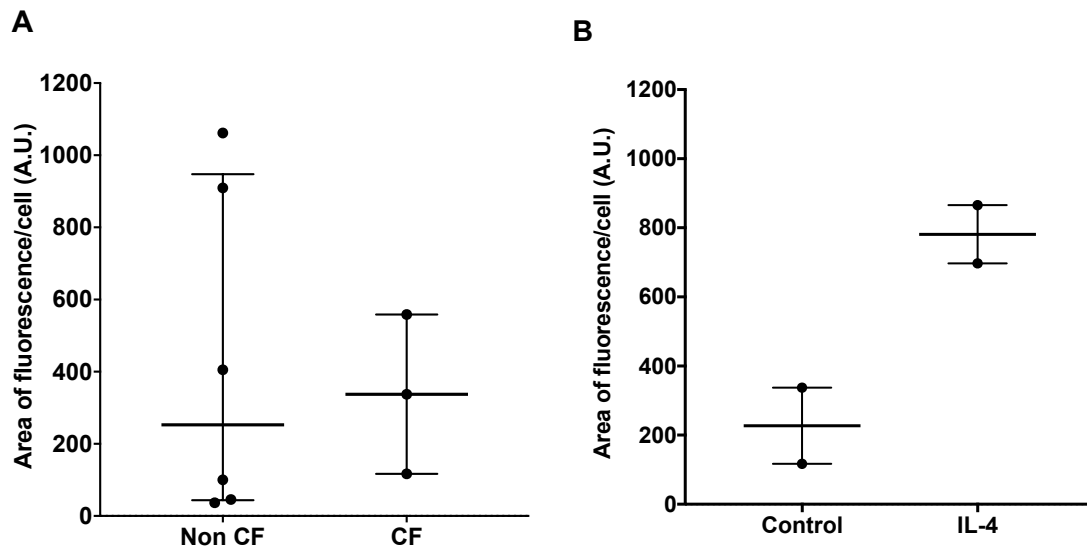 A
Area of fluorescence/cell (A.U.)
1200
1000
800
600
400
200
0
Non CF
CF
B
Area of fluorescence/cell (A.U.)
1200
1000
800
600
400
200
0
Control
IL-4